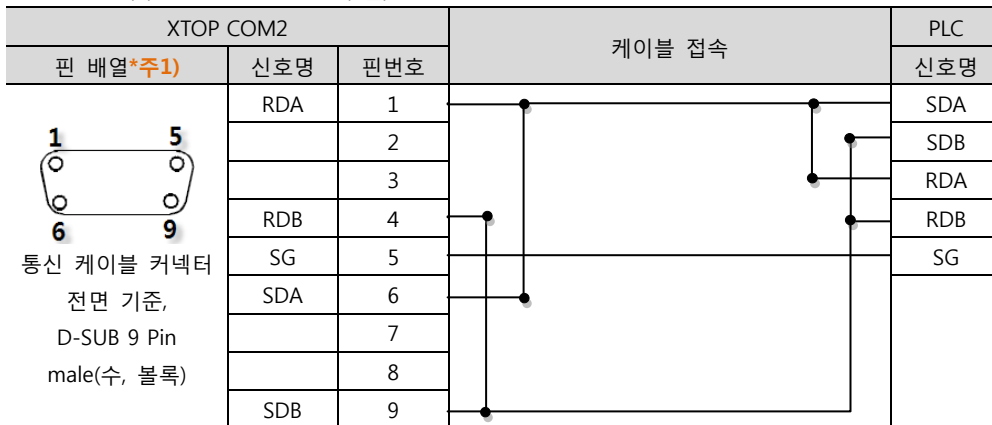 XTOP COM2 케이블 접속 PLC
핀 배열*주1) 신호명 핀번호 신호명
RDA 1 SDA
2 SDB
3 RDA
RDB 4 RDB
SG 5 SG
SDA 6
7
8
SDB 9
1 5
6 9
통신 케이블 커넥터
전면 기준,
D-SUB 9 Pin
male(수, 볼록)